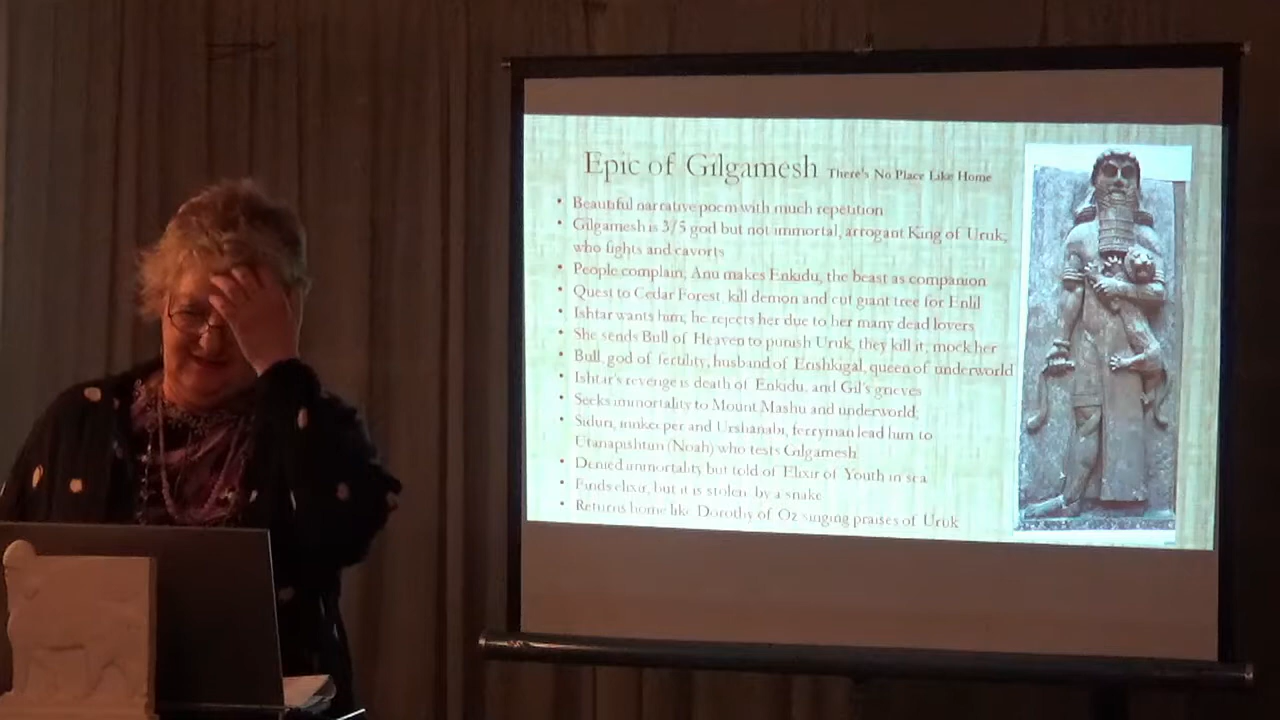 Epic of Gilgamesh There's No Place Like Home
• Beautiful narrative poem with much repetition
• Gilgamesh is 3/5 god but not immortal, arrogant King of Uruk,
who fights and cavorts
• People complain, Anu makes Enkidu, the beast as companion
• Quest to Cedar Forest, kill demon and cut giant tree for Enlil
• Ishtar wants him, he rejects her due to her many dead lovers
• She sends Bull of Heaven to punish Uruk, they kill it, mock her
• Bull, god of fertility, husband of Erishkigal, queen of underworld
• Ishtar's revenge is death of Enkidu, and Gil's grieves
• Seeks immortality to Mount Mashu and underworld;
• Sidun, innkeeper and Urshanabi, ferryman lead him to
Utanapishtim (Noah) who tests Gilgamesh
• Denied immortality but told of Elixir of Youth in sea
• Finds elixir, but it is stolen by a snake
• Returns home like Dorothy of Oz singing praises of Uruk